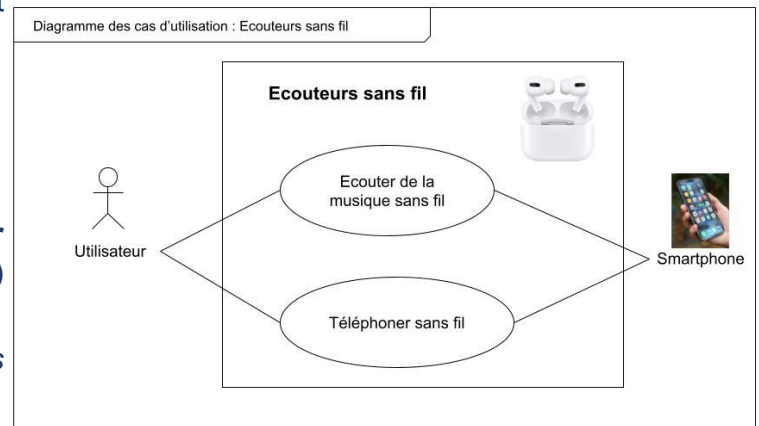 Diagramme des cas d'utilisation : Ecouteurs sans fil
Ecouteurs sans fil
Ecouter de la
musique sans fil
Utilisateur
Smartphone
Téléphoner sans fil